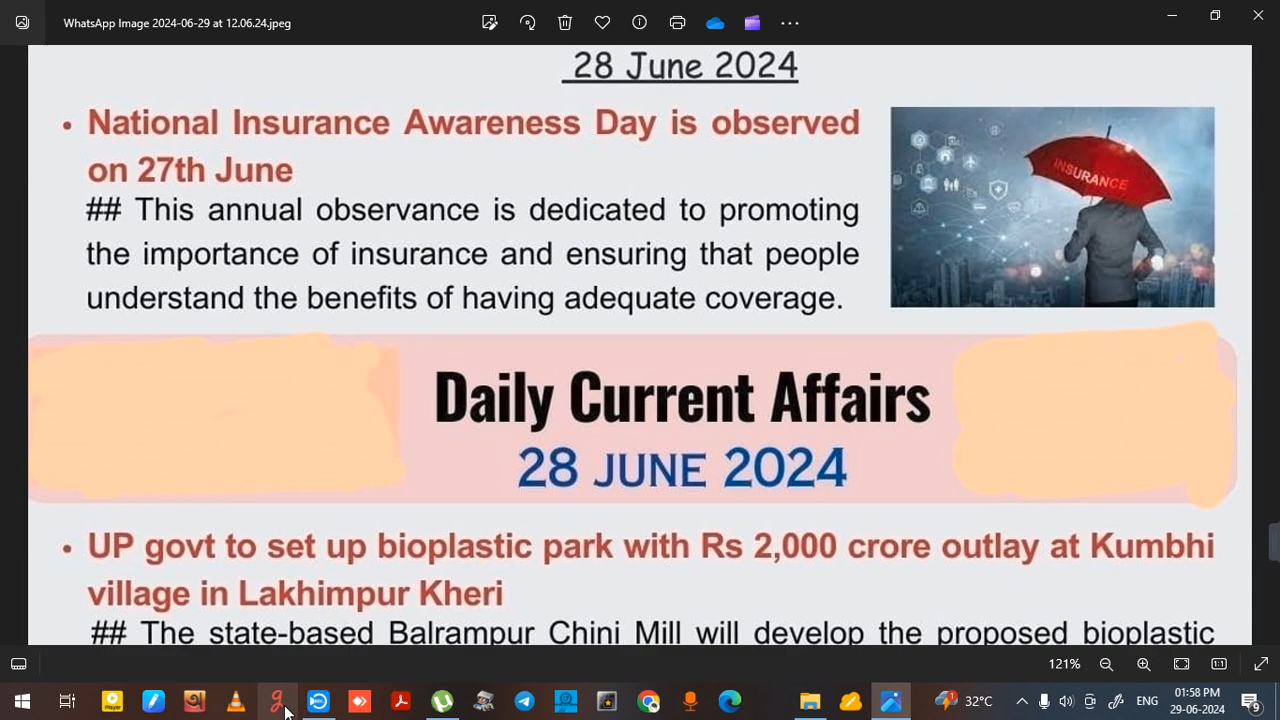 WhatsApp Image 2024-06-29 at 12.06.24.jpeg
28 June 2024
• National Insurance Awareness Day is observed
on 27th June
## This annual observance is dedicated to promoting
the importance of insurance and ensuring that people
understand the benefits of having adequate coverage.
INSURANCE
Daily Current Affairs
28 JUNE 2024
• UP govt to set up bioplastic park with Rs 2,000 crore outlay at Kumbhi
village in Lakhimpur Kheri
## The state-based Balrampur Chini Mill will develop the proposed bioplastic
121%
Player
1
32°C
ENG
01:58 PM
29-06-2024
9